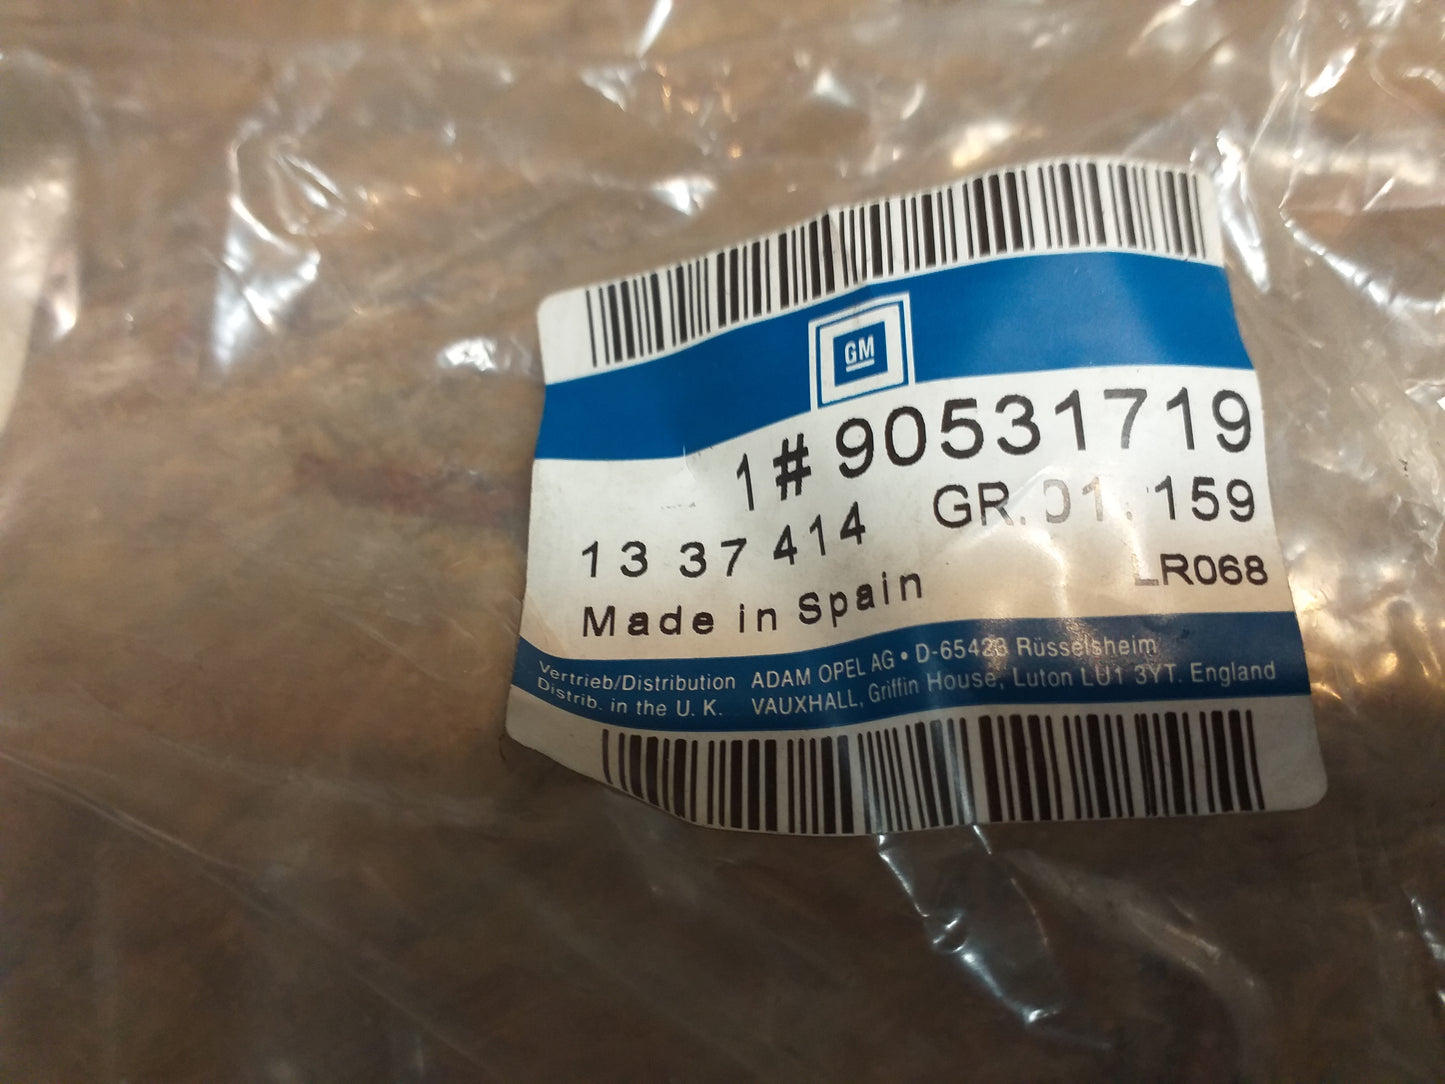 GM
1 # 90531719
13 37 414 GR. 01. 159
Made in Spain LR068
Vertrieb/Distribution ADAM OPEL AG • D-65423 Rüsselsheim
Distrib. in the U. K. VAUXHALL, Griffin House, Luton LU1 3YT. England